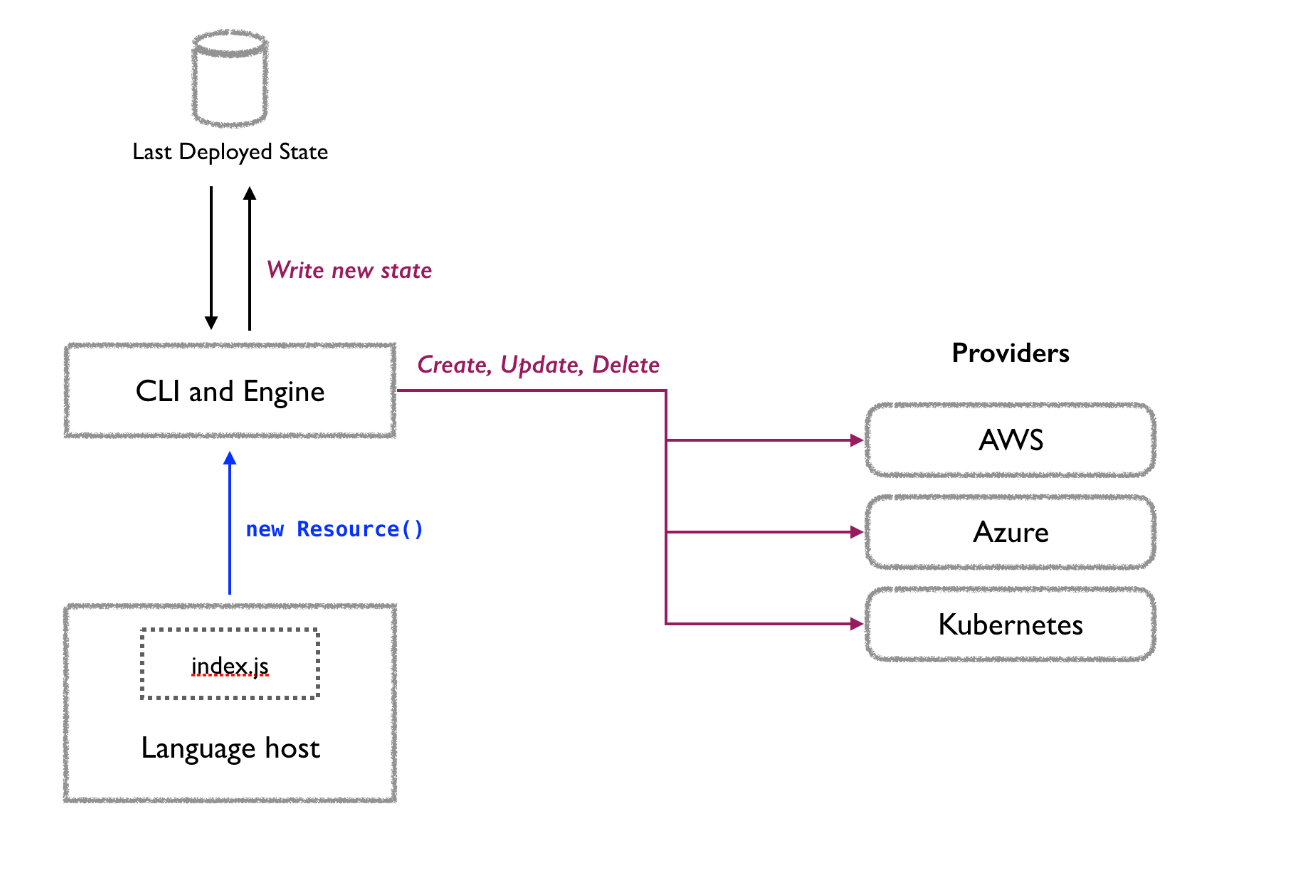 Last Deployed State
Write new state
CLI and Engine
Create, Update, Delete
Providers
AWS
Azure
Kubernetes
new Resource()
index.js
Language host